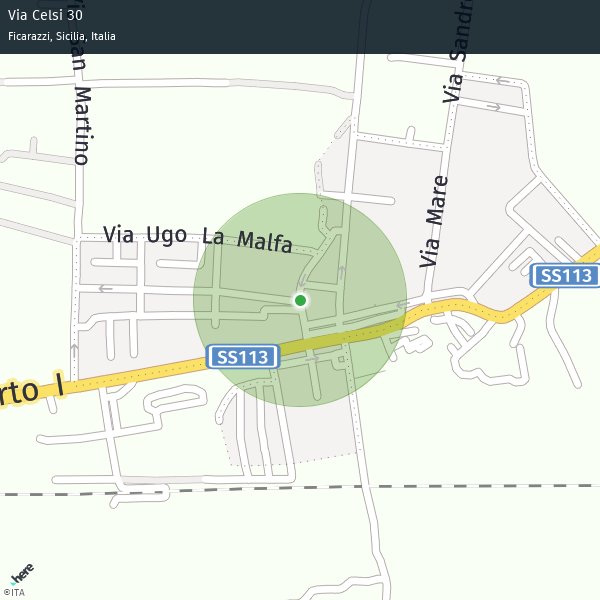 Via Celsi 30
Ficarazzi, Sicilia, Italia
San Martino
Via Sandro
Via Mare
Via Ugo La Malfa
SS113
SS113
rto I
here
©ITA